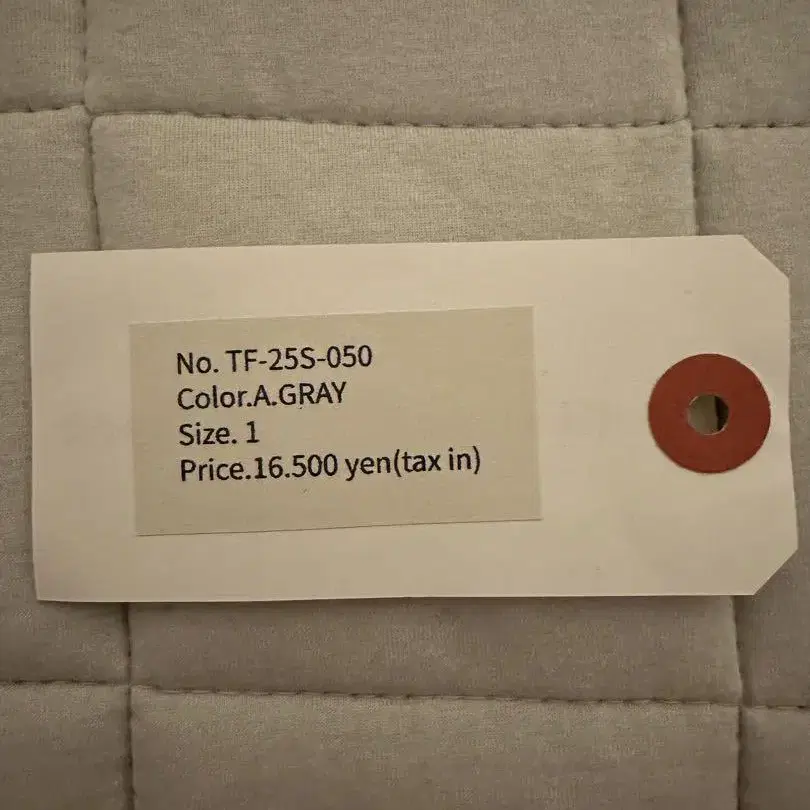 No. TF-25S-050
Color.A.GRAY
Size. 1
Price.16.500 yen(tax in)